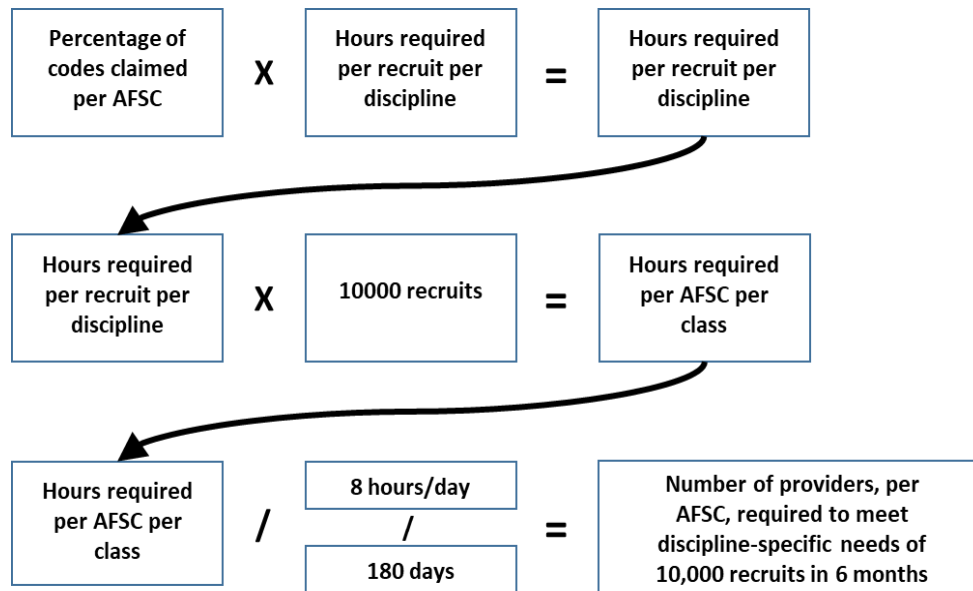 Percentage of
codes claimed
per AFSC
X
Hours required
per recruit per
discipline
=
Hours required
per recruit per
discipline
Hours required
per recruit per
discipline
X
10000 recruits
=
Hours required
per AFSC per
class
Hours required
per AFSC per
class
/
8 hours/day
/
180 days
=
Number of providers, per
AFSC, required to meet
discipline-specific needs of
10,000 recruits in 6 months